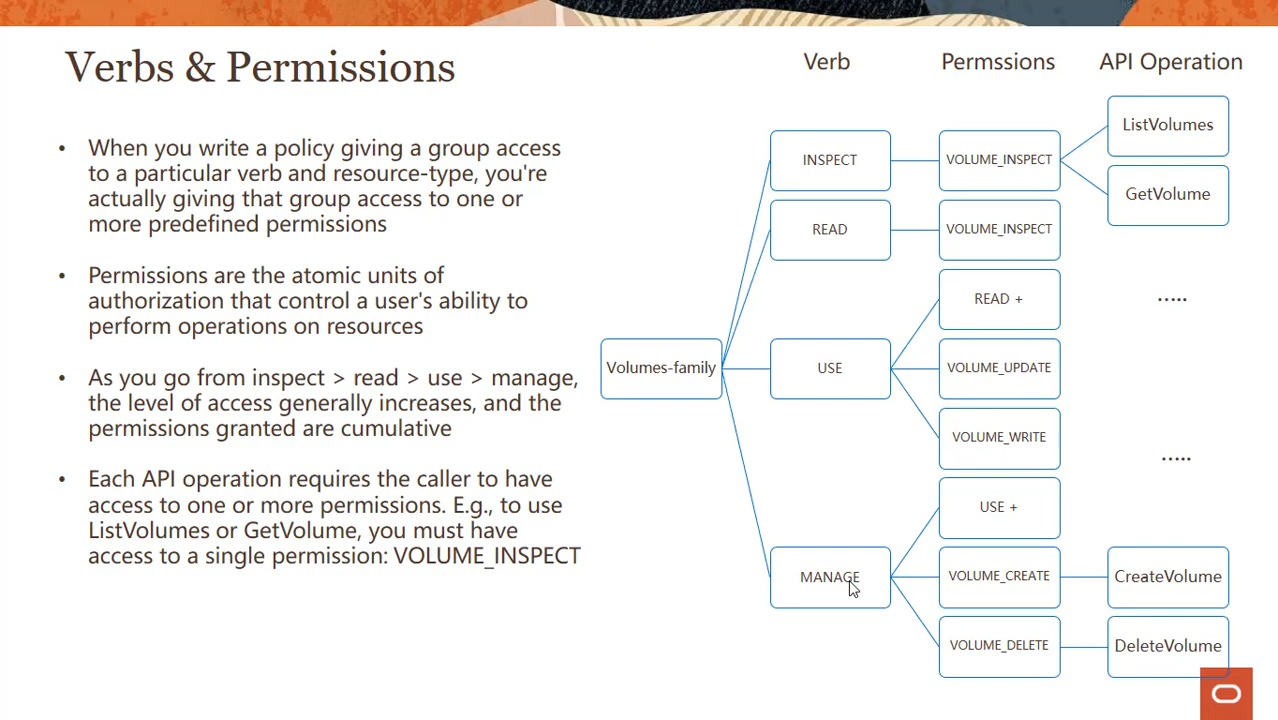 Verbs & Permissions
• When you write a policy giving a group access
to a particular verb and resource-type, you're
actually giving that group access to one or
more predefined permissions
• Permissions are the atomic units of
authorization that control a user's ability to
perform operations on resources
• As you go from inspect > read > use > manage,
the level of access generally increases, and the
permissions granted are cumulative
• Each API operation requires the caller to have
access to one or more permissions. E.g., to use
ListVolumes or GetVolume, you must have
access to a single permission: VOLUME_INSPECT
Verb
Permssions
API Operation
Volumes-family
INSPECT
VOLUME_INSPECT
ListVolumes
GetVolume
READ
VOLUME_INSPECT
USE
READ +
VOLUME_UPDATE
VOLUME_WRITE
.....
.....
MANAGE
USE +
VOLUME_CREATE
CreateVolume
VOLUME_DELETE
DeleteVolume